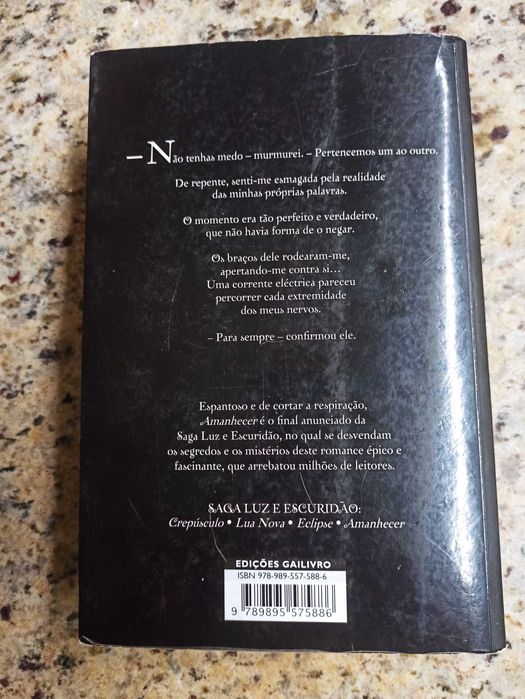 – Não tenhas medo – murmurei. – Pertencemos um ao outro.
De repente, senti-me esmagada pela realidade
das minhas próprias palavras.
O momento era tão perfeito e verdadeiro,
que não havia forma de o negar.
Os braços dele rodearam-me,
apertando-me contra si...
Uma corrente eléctrica pareceu
percorrer cada extremidade
dos meus nervos.
– Para sempre – confirmou ele.
Espantoso e de cortar a respiração,
Amanhecer é o final anunciado da
Saga Luz e Escuridão, no qual se desvendam
os segredos e os mistérios deste romance épico e
fascinante, que arrebatou milhões de leitores.
SAGA LUZ E ESCURIDÃO:
Crepúsculo • Lua Nova • Eclipse • Amanhecer
EDIÇÕES GAILIVRO
ISBN 978-989-557-588-6
9 789895 575886